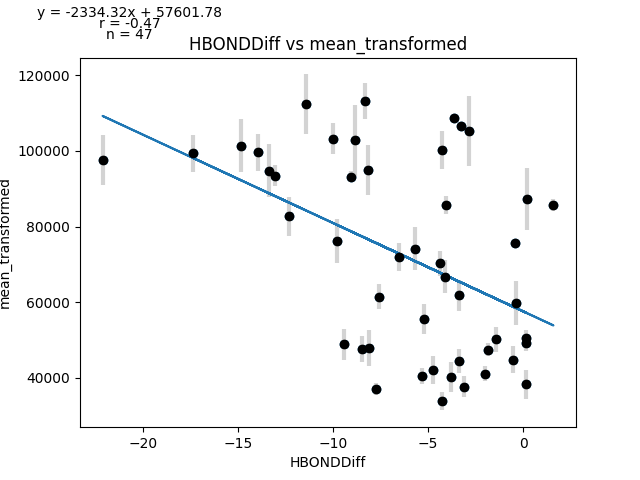 y = -2334.32x + 57601.78
r = -0.47
n = 47
HBONDDiff vs mean_transformed
120000
100000
80000
60000
40000
mean_transformed
−20
−15
−10
−5
0
HBONDDiff